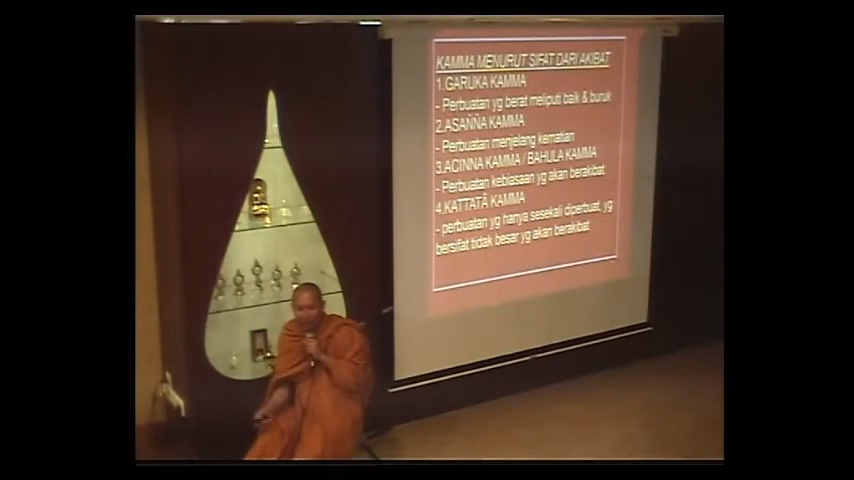 KAMMA MENURUT SIFAT DARI AKIBAT
1.GARUKA KAMMA
- Perbuatan yg berat meliputi baik & buruk
2.ASAÑÑA KAMMA
- Perbuatan menjelang kematian
3.ACINNA KAMMA / BAHULA KAMMA
- Perbuatan kebiasaan yg akan berakibat
4.KATTATĀ KAMMA
- perbuatan yg hanya sesekali diperbuat, yg
bersifat tidak besar yg akan berakibat